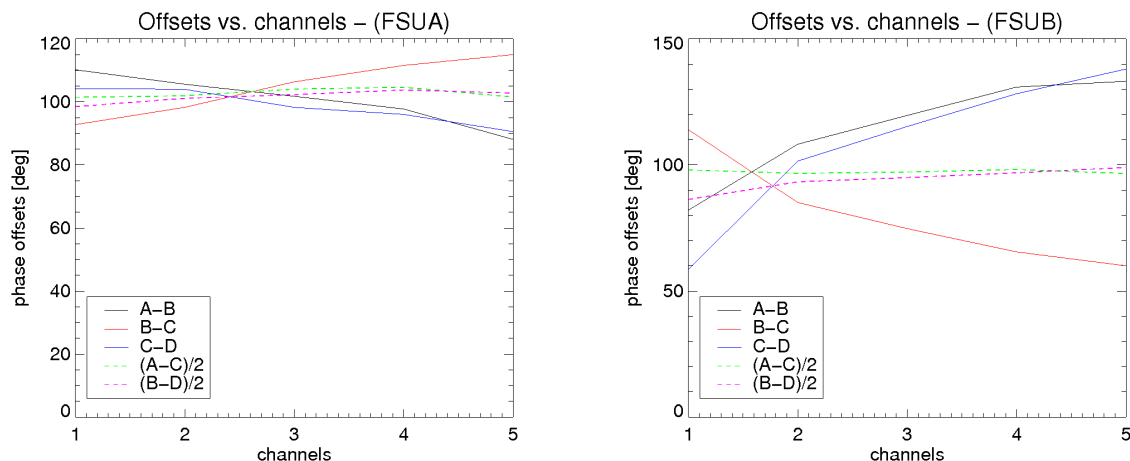 Offsets vs. channels – (FSUA)
120
100
80
60
40
20
0
phase offsets [deg]
A–B
B–C
C–D
(A–C)/2
(B–D)/2
1 2 3 4 5
channels
Offsets vs. channels – (FSUB)
150
100
50
0
phase offsets [deg]
A–B
B–C
C–D
(A–C)/2
(B–D)/2
1 2 3 4 5
channels